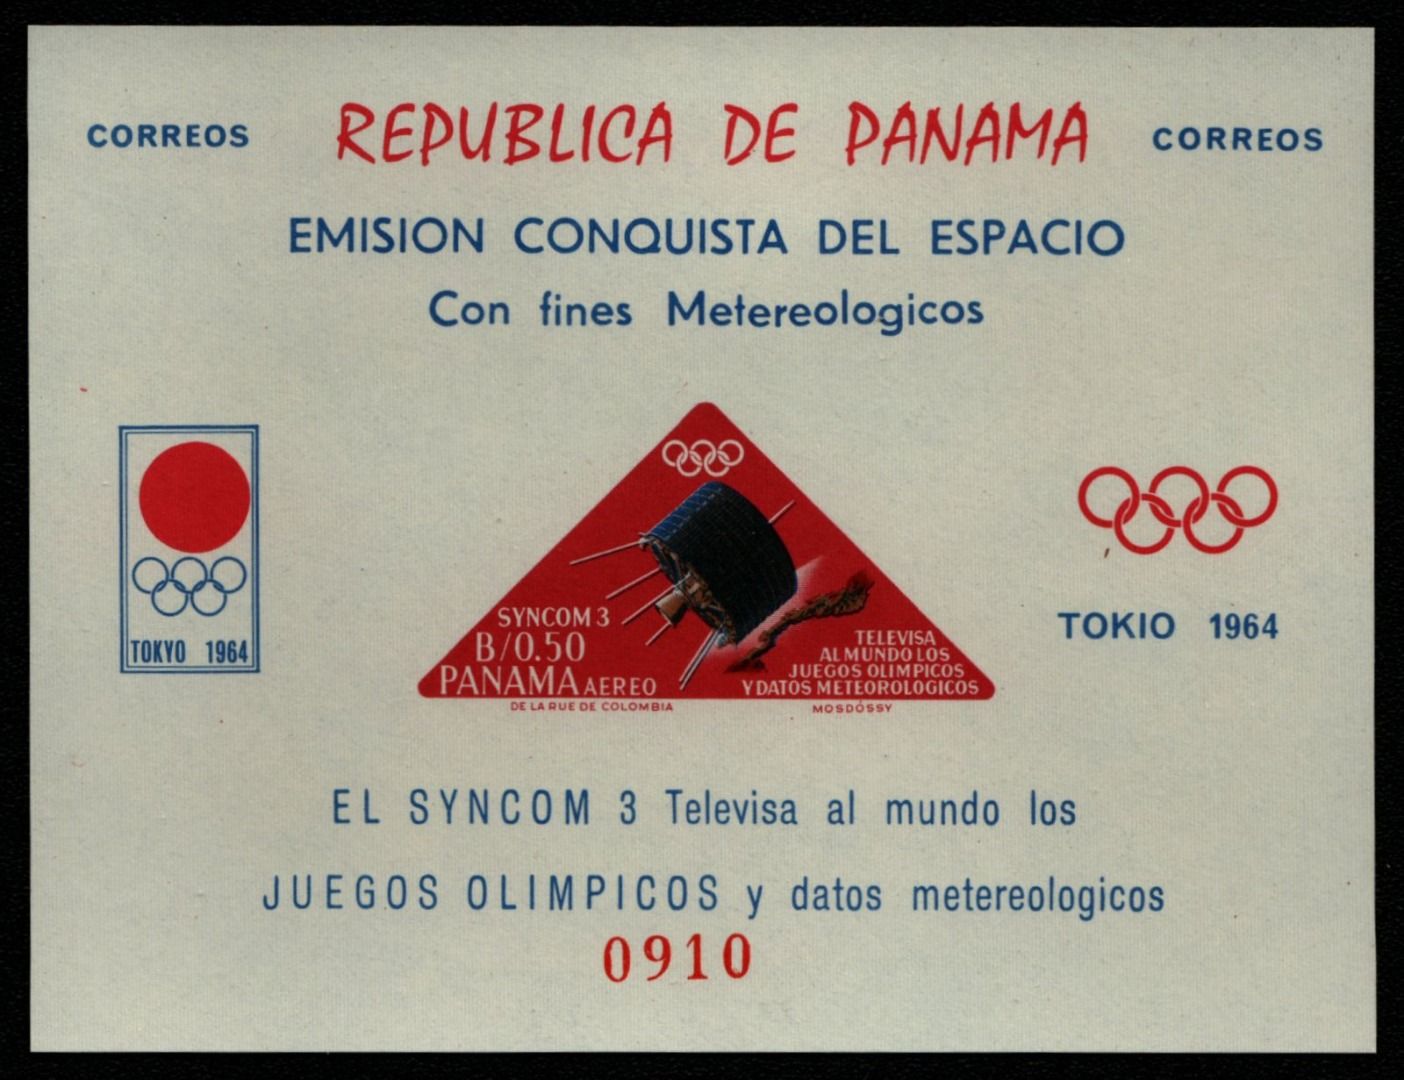 CORREOS REPUBLICA DE PANAMA CORREOS
EMISION CONQUISTA DEL ESPACIO
Con fines Metereologicos
TOKYO 1964
SYNCOM 3
B/0.50
PANAMA AEREO
TELEVISA
AL MUNDO LOS
JUEGOS OLIMPICOS
Y DATOS METEOROLOGICOS
DE LA RUE DE COLOMBIA
MOSDÓSSY
TOKIO 1964
EL SYNCOM 3 Televisa al mundo los
JUEGOS OLIMPICOS y datos metereologicos
0910